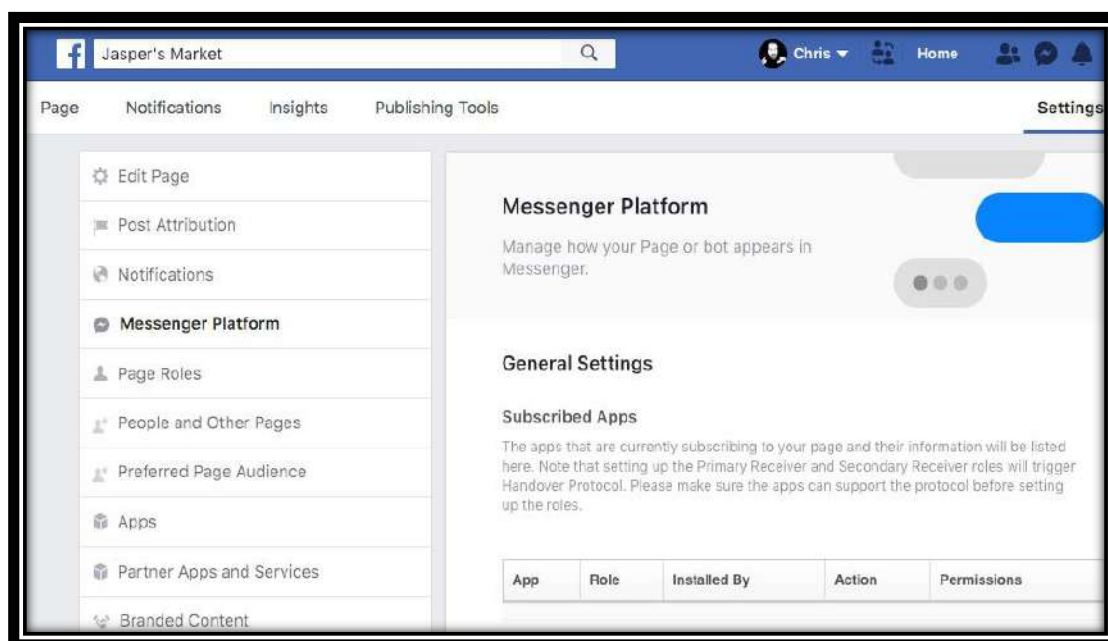 f
Jasper's Market
Chris
Home
Page
Notifications
Insights
Publishing Tools
Settings
Edit Page
Post Attribution
Notifications
Messenger Platform
Page Roles
People and Other Pages
Preferred Page Audience
Apps
Partner Apps and Services
Branded Content
Messenger Platform
Manage how your Page or bot appears in
Messenger.
General Settings
Subscribed Apps
The apps that are currently subscribing to your page and their information will be listed
here. Note that setting up the Primary Receiver and Secondary Receiver roles will trigger
Handover Protocol. Please make sure the apps can support the protocol before setting
up the roles.
App
Role
Installed By
Action
Permissions